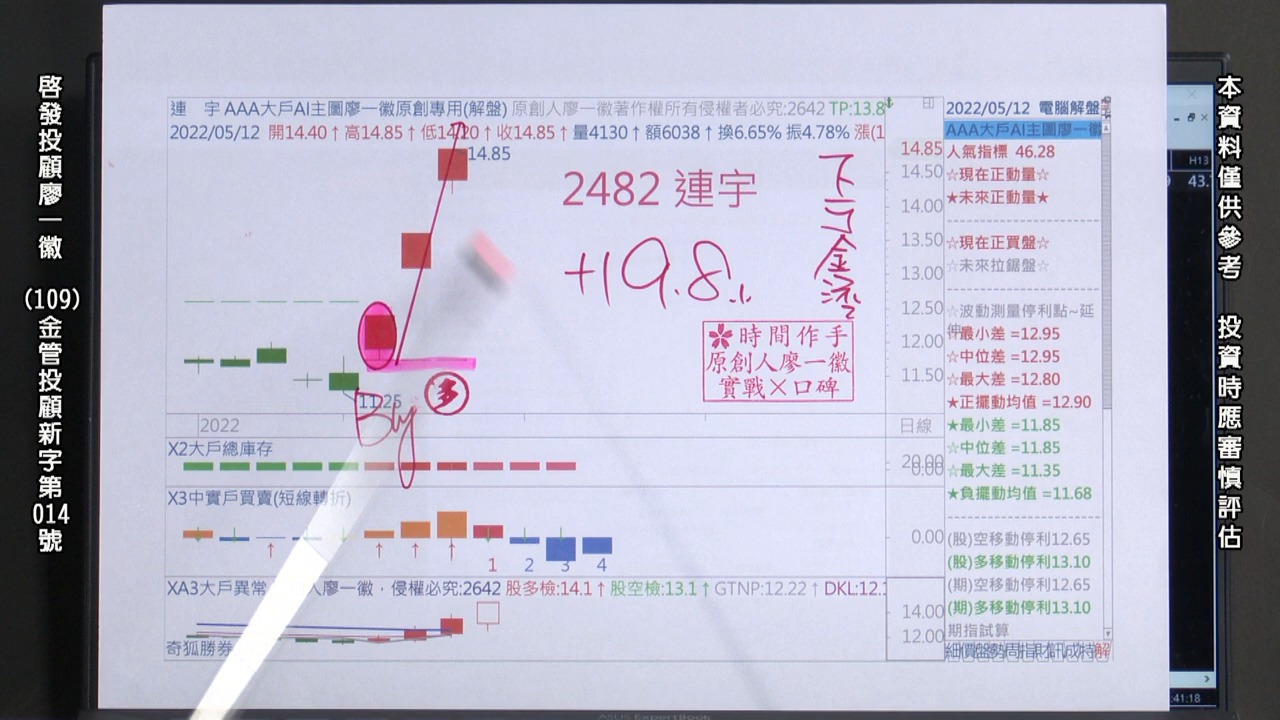 啓發投顧廖一徽 (109)金管投顧新字第014號
連 宇 AAA大戶AI主圖廖一徽原創專用(解盤) 原創人廖一徽著作權所有侵權者必究:2642 TP:13.8
2022/05/12 開14.40↑ 高14.85↑ 低14.20↑ 收14.85↑ 量4130↑ 額6038↑ 換6.65% 振4.78% 漲(1
14.85
2482 連宇
+19.8
11.25
By
多
時間作手
原創人廖一徽
實戰×口碑
14.85
14.50
14.00
13.50
13.00
12.50
12.00
11.50
2022
日線
X2大戶總庫存
20.00
0.00
X3中實戶買賣(短線轉折)
0.00
1 2 3 4
XA3大戶異常
人廖一徽，侵權必究:2642 股多檢:14.1↑ 股空檢:13.1↑ GTNP:12.22↑ DKL:12.1
14.00
12.00
奇狐勝券
2022/05/12 電腦解盤
AAA大戶AI主圖廖一徽
人氣指標 46.28
☆現在正動量☆
★未來正動量★
☆現在正買盤☆
☆未來拉鋸盤☆
☆波動測量停利點~延
最小差 =12.95
☆中位差 =12.95
☆最大差 =12.80
★正擺動均值 =12.90
★最小差 =11.85
☆中位差 =11.85
☆最大差 =11.35
★負擺動均值 =11.68
(股)空移動停利12.65
(股)多移動停利13.10
(期)空移動停利12.65
(期)多移動停利13.10
期指試算
H13
43.
:41:18
ASUS ExpertBook
本資料僅供參考 投資時應審慎評估